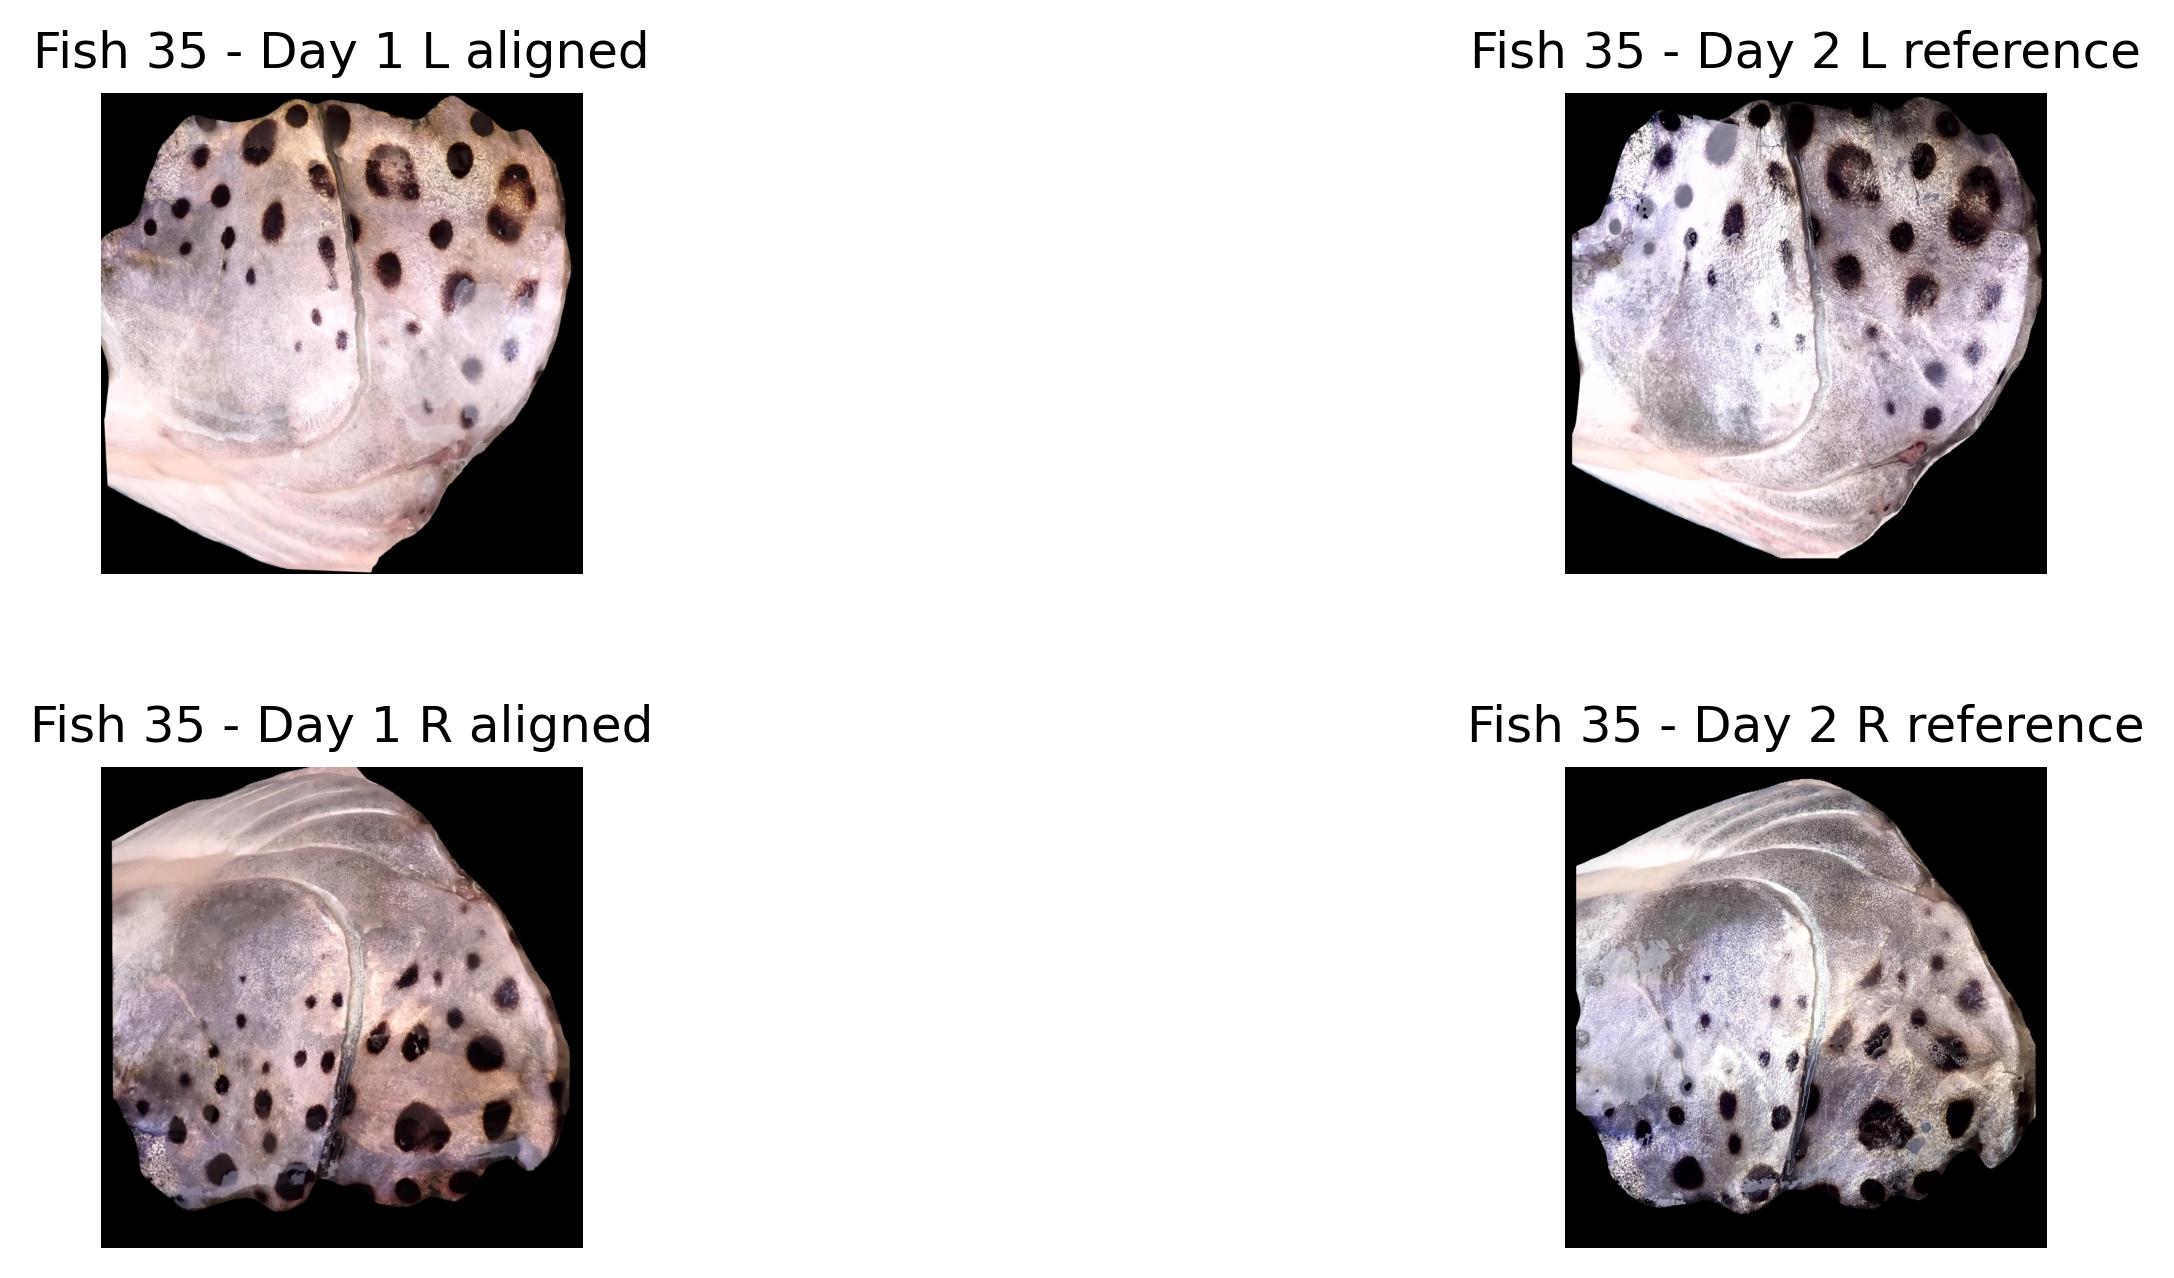 Fish 35 - Day 1 L aligned
Fish 35 - Day 2 L reference
Fish 35 - Day 1 R aligned
Fish 35 - Day 2 R reference